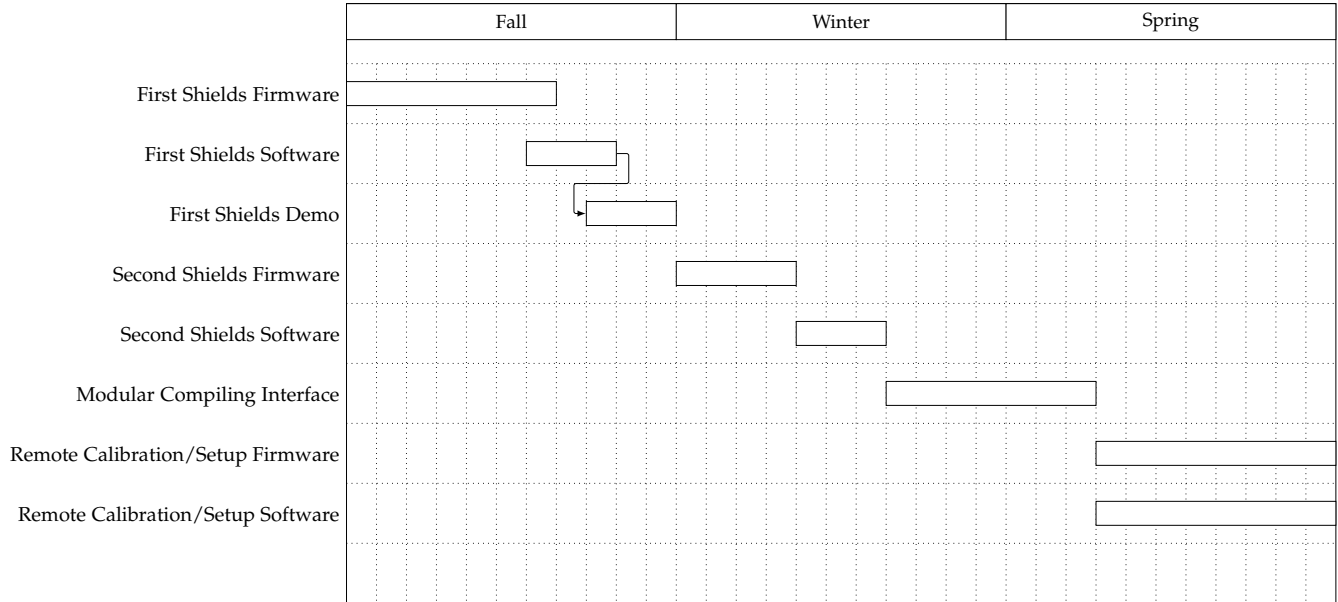 Fall Winter Spring
First Shields Firmware
First Shields Software
First Shields Demo
Second Shields Firmware
Second Shields Software
Modular Compiling Interface
Remote Calibration/Setup Firmware
Remote Calibration/Setup Software